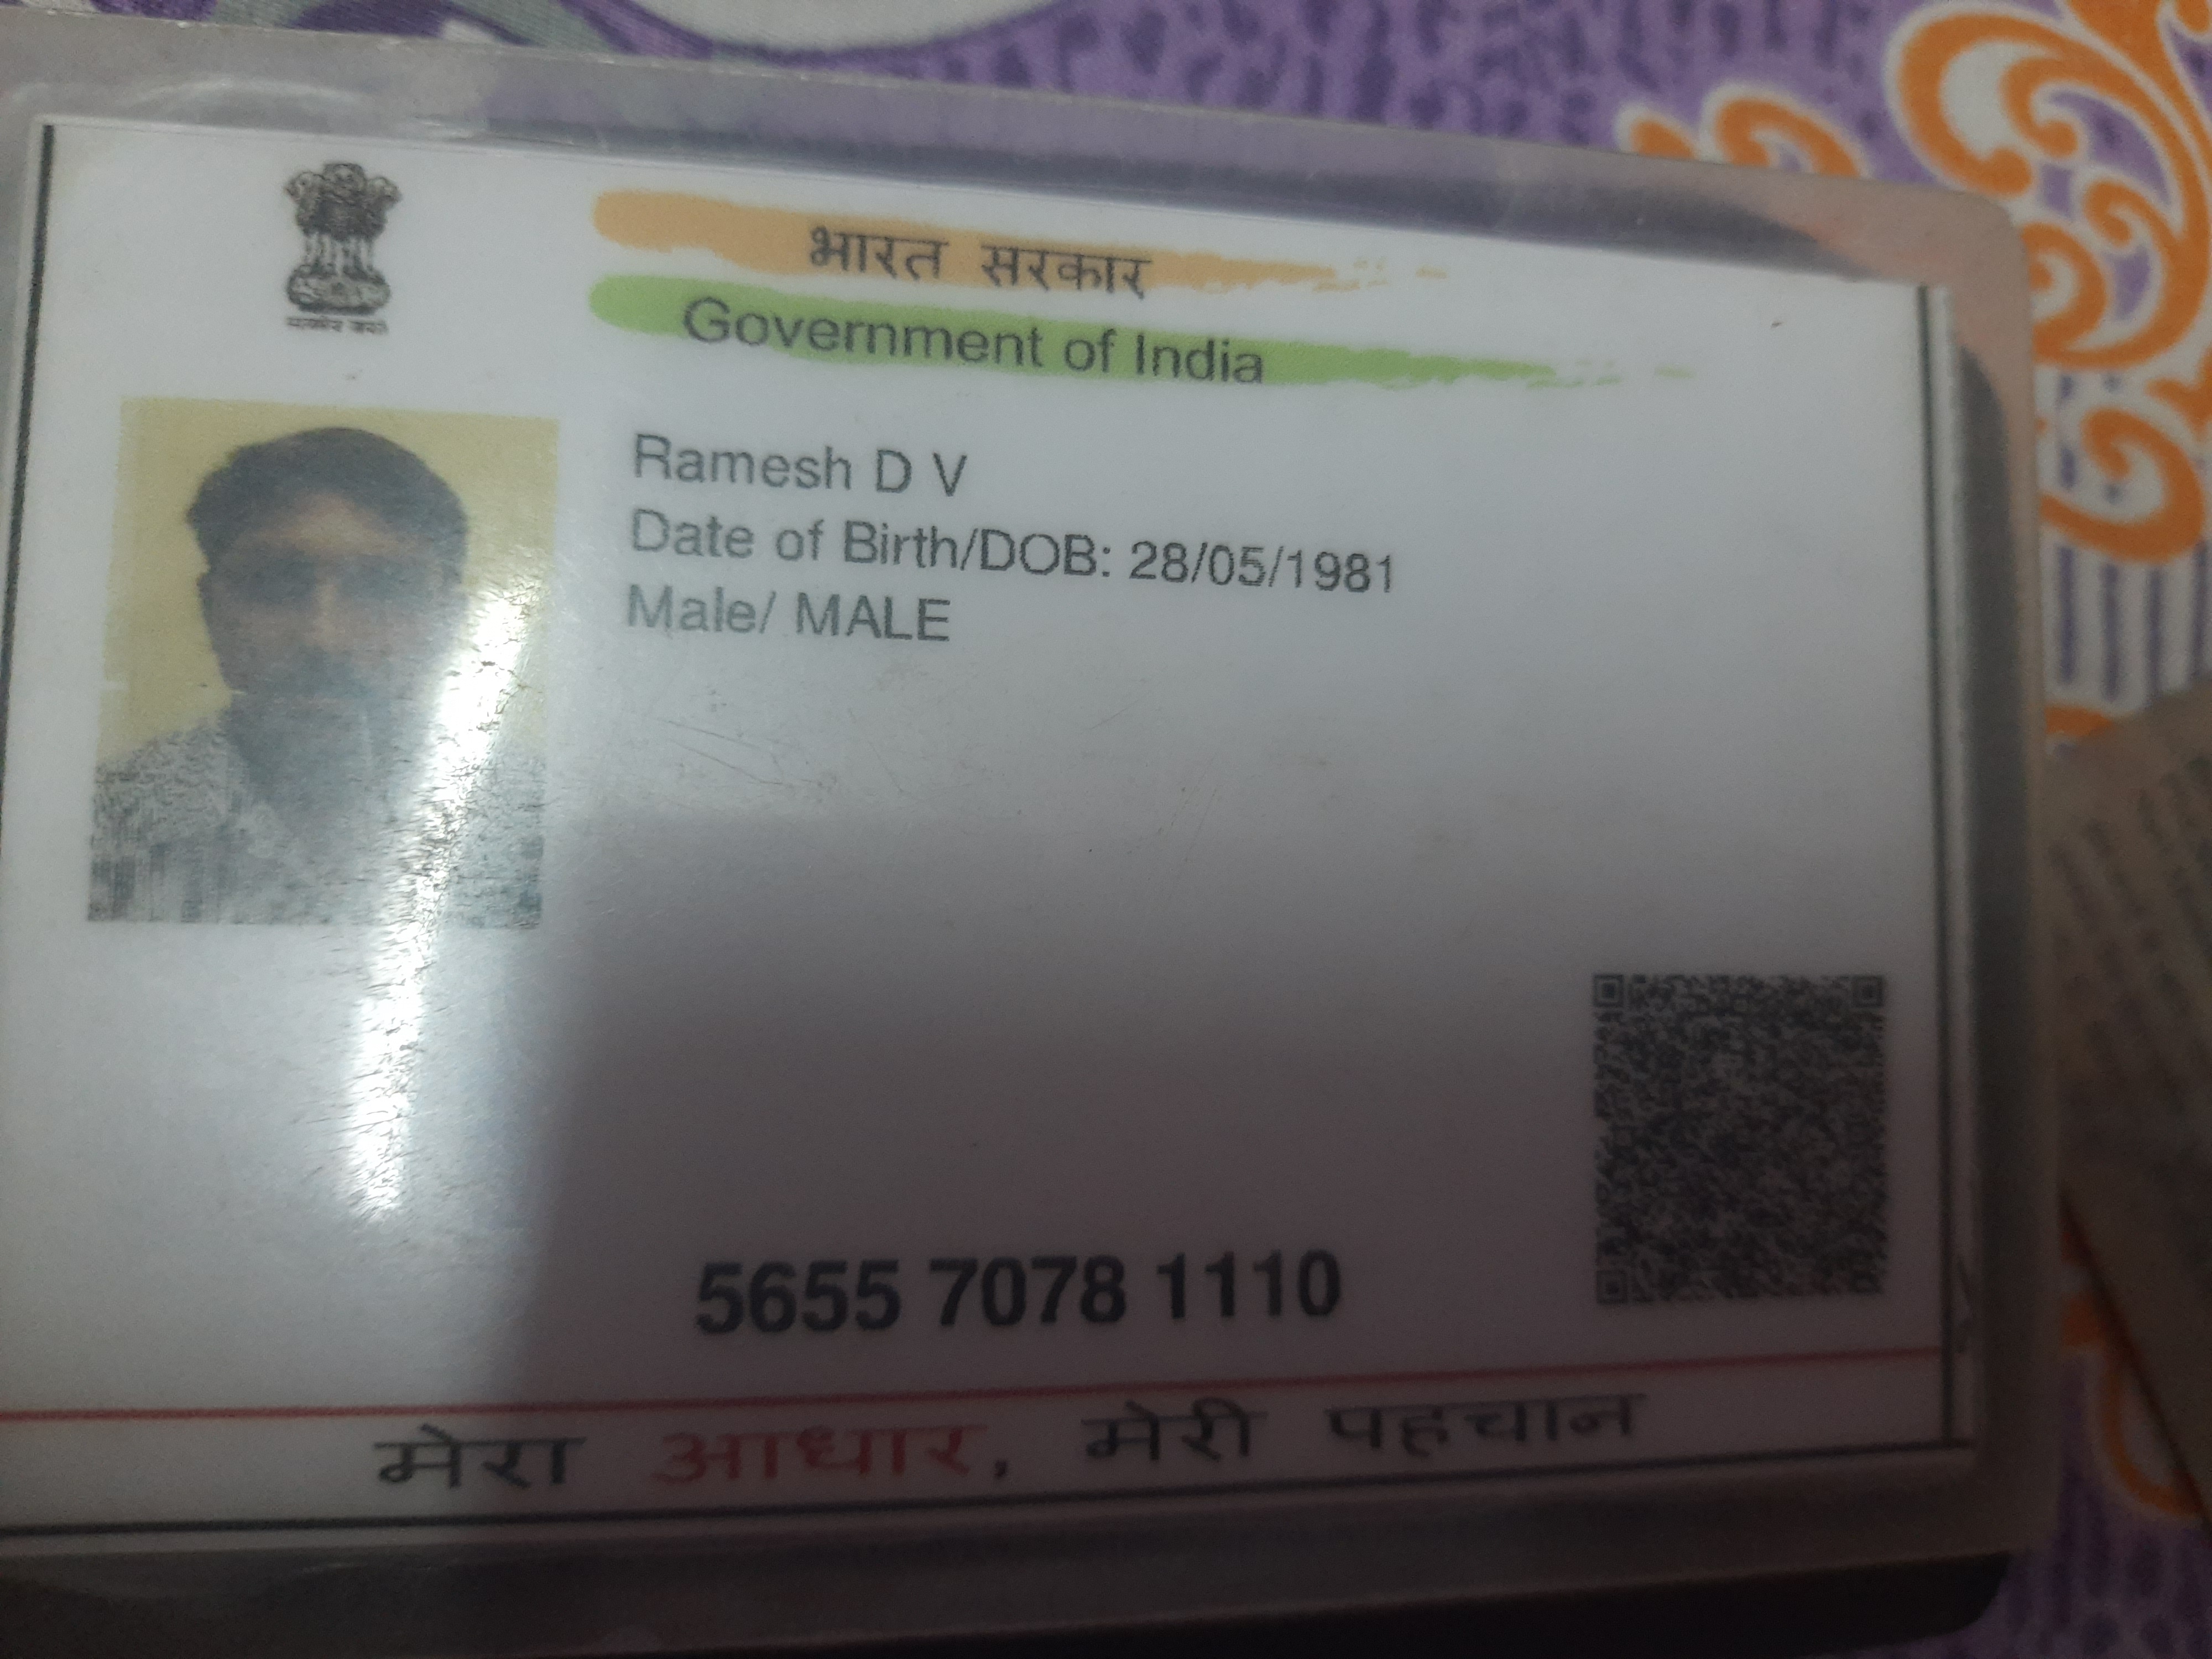 भारत सरकार
Government of India
Ramesh D V
Date of Birth/DOB: 28/05/1981
Male/ MALE
5655 7078 1110
मेरा आधार, मेरी पहचान